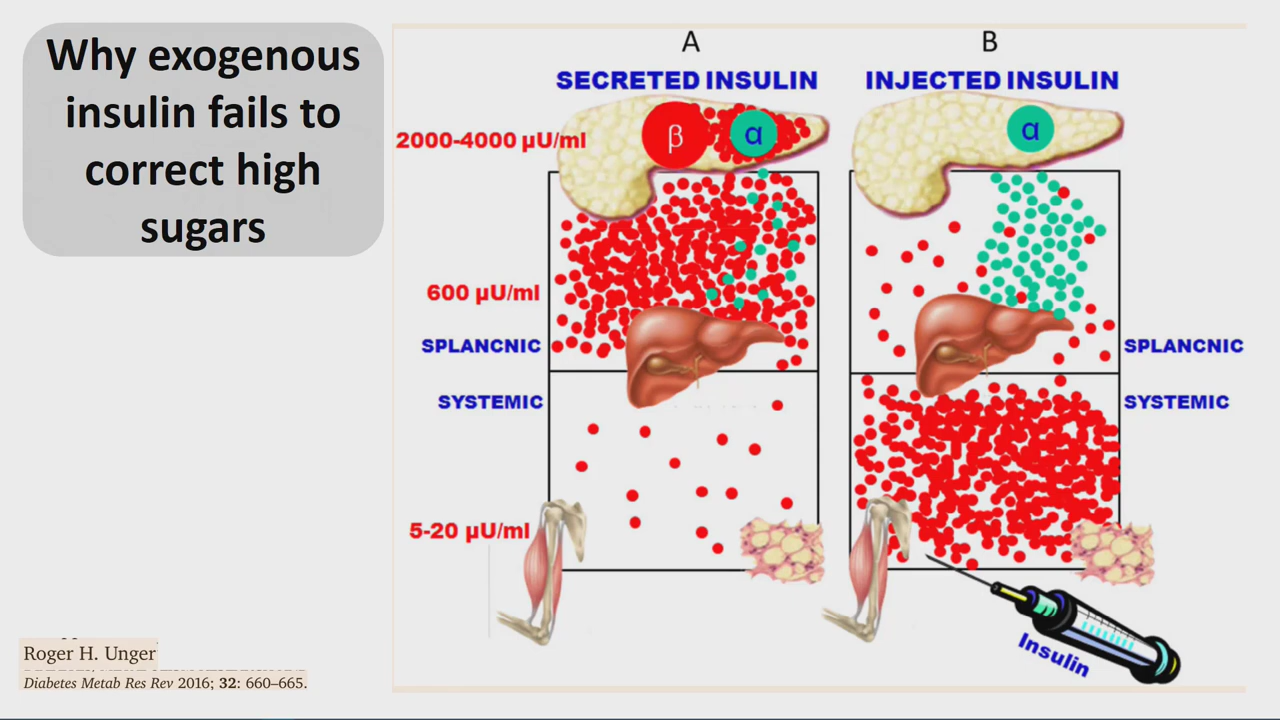 Why exogenous
insulin fails to
correct high
sugars
A
SECRETED INSULIN
2000-4000 µU/ml
β
α
600 µU/ml
SPLANCNIC
SYSTEMIC
5-20 µU/ml
B
INJECTED INSULIN
α
SPLANCNIC
SYSTEMIC
Insulin
Roger H. Unger
Diabetes Metab Res Rev 2016; 32: 660–665.